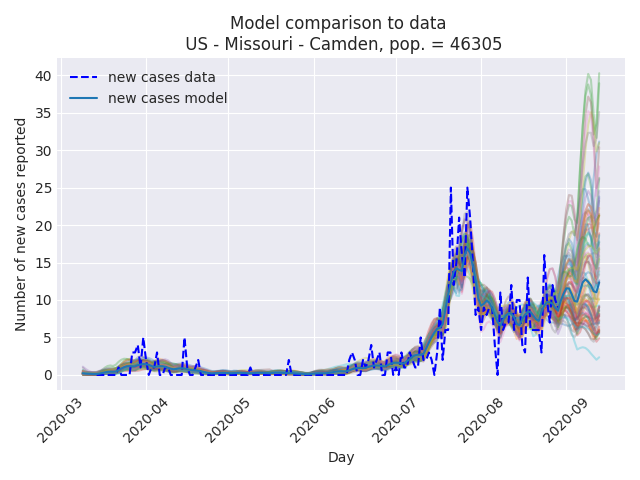 Model comparison to data
US - Missouri - Camden, pop. = 46305
new cases data
new cases model
Number of new cases reported
40
35
30
25
20
15
10
5
0
2020-03
2020-04
2020-05
2020-06
2020-07
2020-08
2020-09
Day